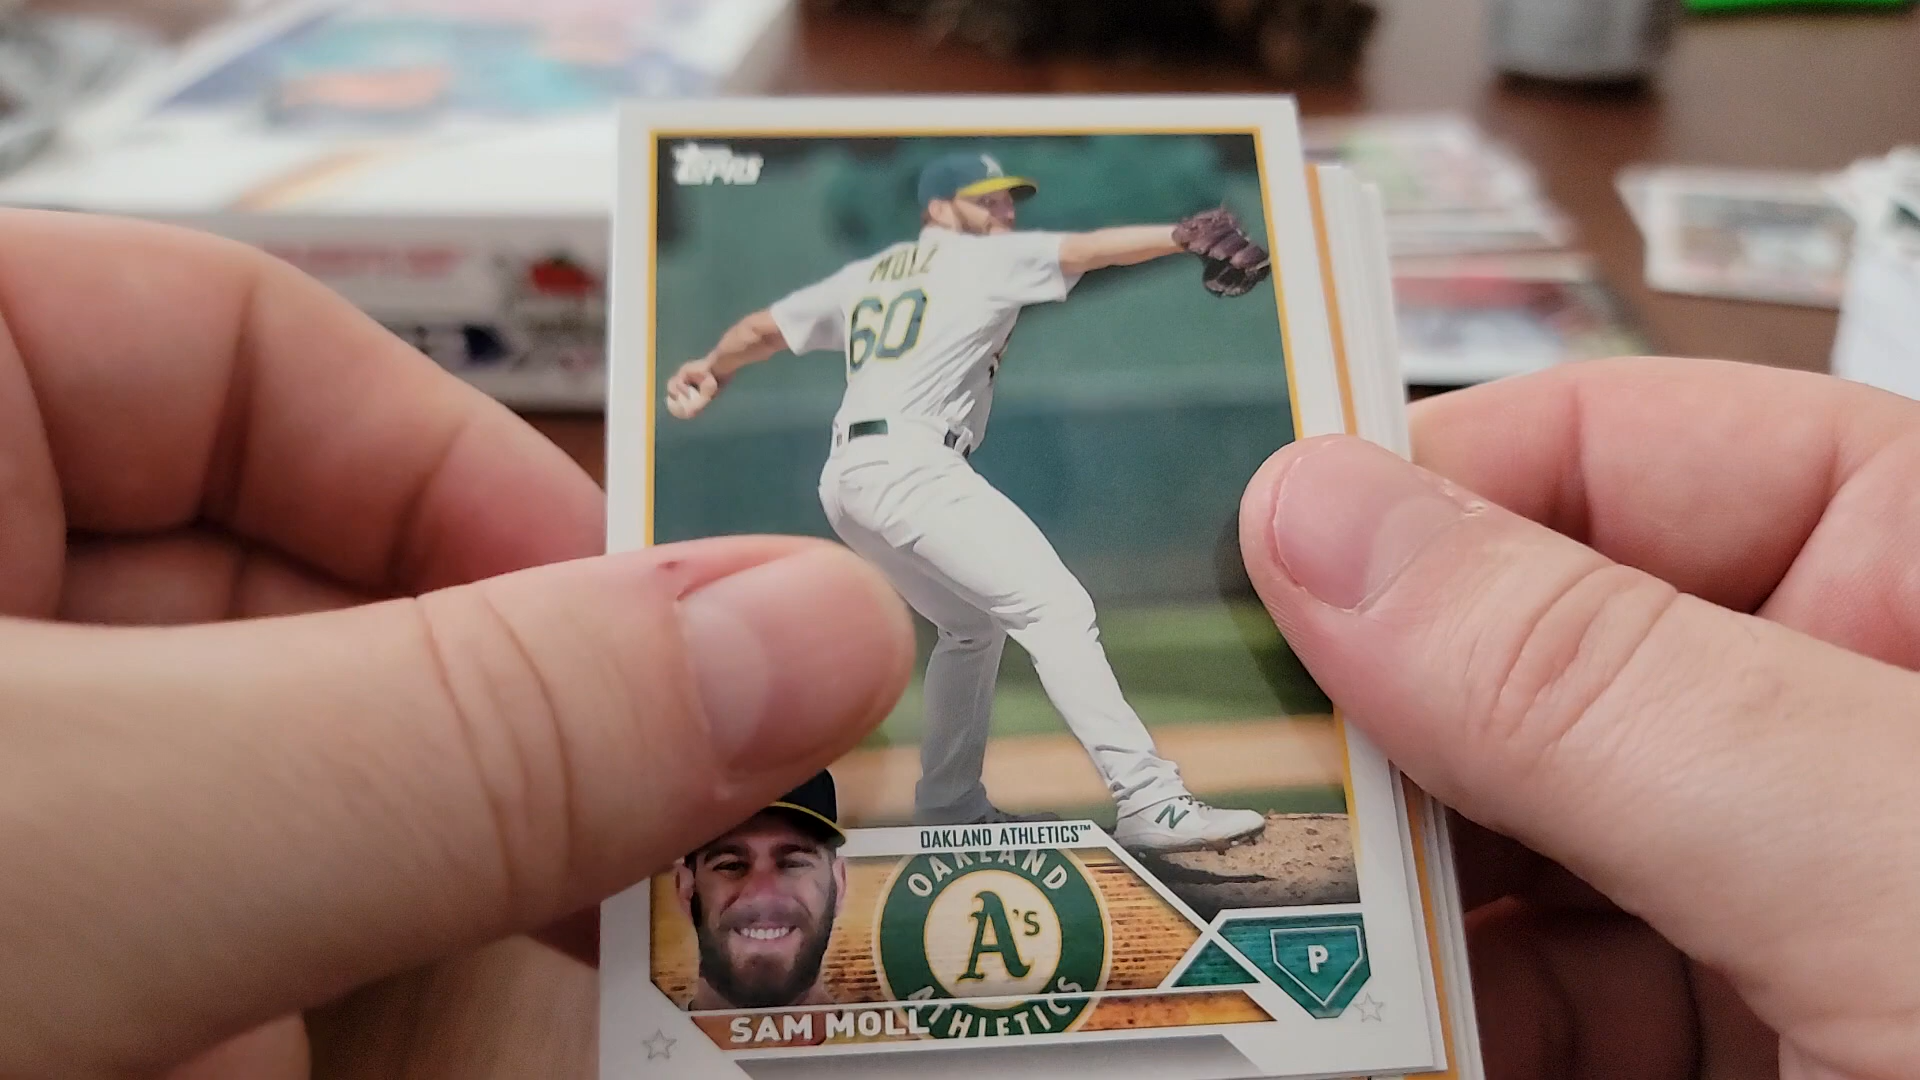 Topps
MOLL
60
N
OAKLAND ATHLETICS™
OAKLAND
A's
ATHLETICS
P
SAM MOLL